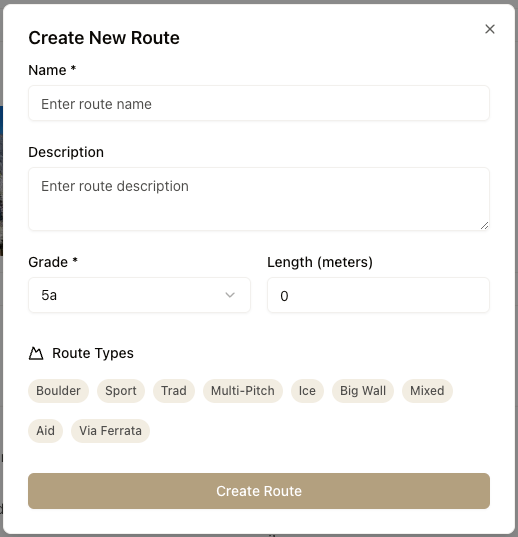 Create New Route
Name *
Enter route name
Description
Enter route description
Grade * Length (meters)
5a 0
Route Types
Boulder Sport Trad Multi-Pitch Ice Big Wall Mixed
Aid Via Ferrata
Create Route